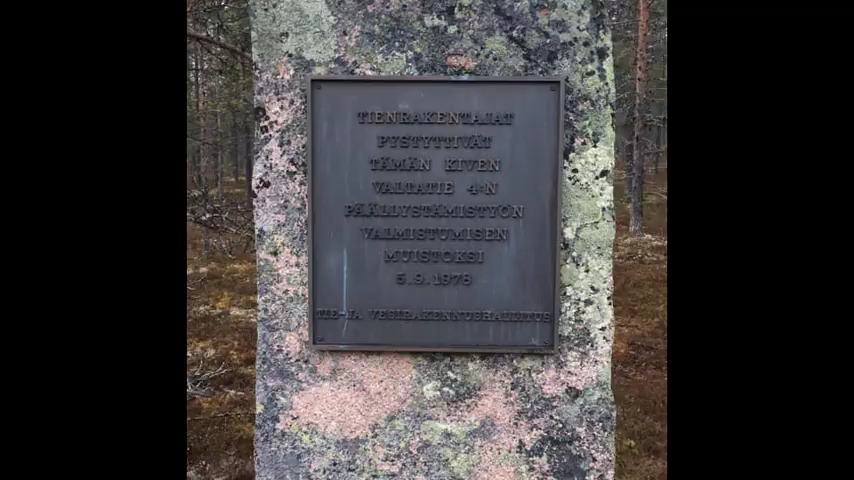 TIENRAKENTAJAT
PYSTYTTIVÄT
TÄMÄN KIVEN
VALTATIE 4:N
PÄÄLLYSTÄMISTYÖN
VALMISTUMISEN
MUISTOKSI
5.9.1978
TIE-JA VESIRAKENNUSHALLITUS